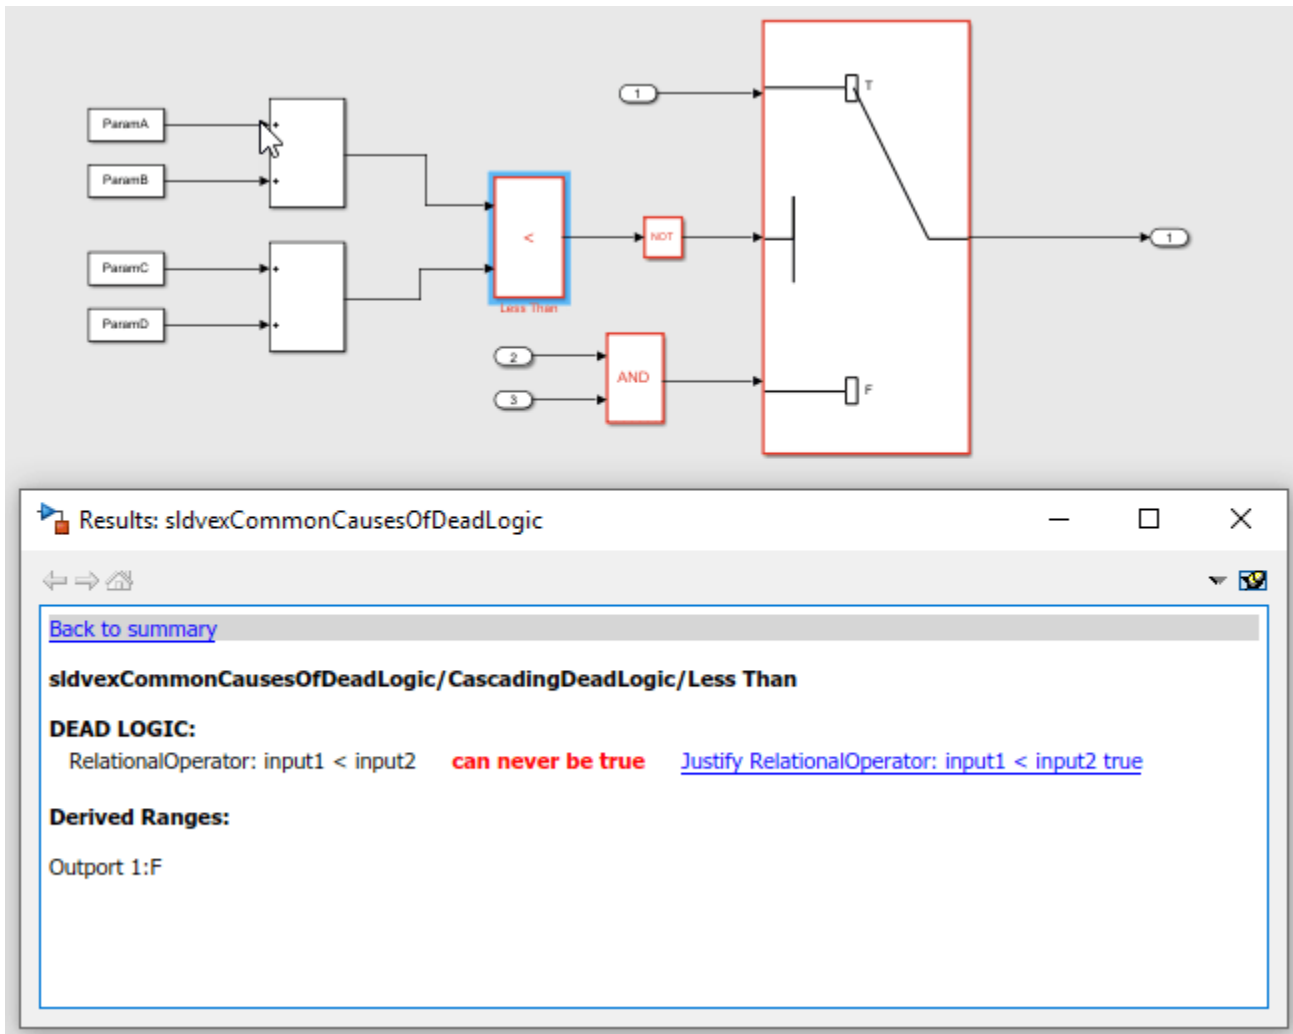 ParamA
+
ParamB
+
ParamC
+
ParamD
+
<
Less Than
NOT
1
T
2
3
AND
F
1
Results: sldvexCommonCausesOfDeadLogic
Back to summary
sldvexCommonCausesOfDeadLogic/CascadingDeadLogic/Less Than
DEAD LOGIC:
RelationalOperator: input1 < input2 can never be true Justify RelationalOperator: input1 < input2 true
Derived Ranges:
Outport 1:F